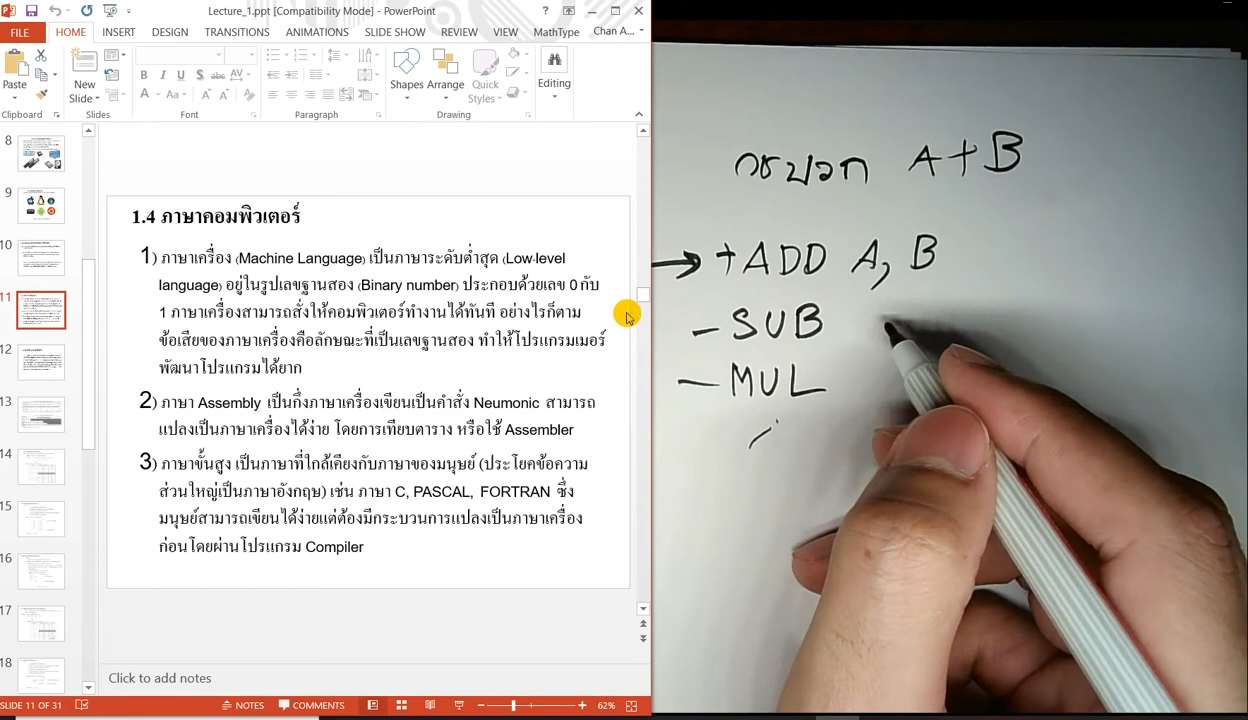 Lecture_1.ppt [Compatibility Mode] - PowerPoint
FILE HOME INSERT DESIGN TRANSITIONS ANIMATIONS SLIDE SHOW REVIEW VIEW MathType Chan A...
Paste New Slide Shapes Arrange Quick Styles Editing
Clipboard Slides Font Paragraph Drawing
8
9
10
11
12
13
14
15
16
17
18
1.4 ภาษาคอมพิวเตอร์
1) ภาษาเครื่อง (Machine Language) เป็นภาษาระดับต่ำสุด (Low-level
language) อยู่ในรูปเลขฐานสอง (Binary number) ประกอบด้วยเลข 0 กับ
1 ภาษาเครื่องสามารถสั่งให้คอมพิวเตอร์ทำงานได้ทันที อย่างไรก็ตาม
ข้อเสียของภาษาเครื่องคือลักษณะที่เป็นเลขฐานสอง ทำให้โปรแกรมเมอร์
พัฒนาโปรแกรมได้ยาก
2) ภาษา Assembly เป็นกึ่งภาษาเครื่องเขียนเป็นคำสั่ง Neumonic สามารถ
แปลงเป็นภาษาเครื่องได้ง่าย โดยการเทียบตาราง หรือใช้ Assembler
3) ภาษาขั้นสูง เป็นภาษาที่ใกล้เคียงกับภาษาของมนุษย์ (ประโยคข้อความ
ส่วนใหญ่เป็นภาษาอังกฤษ) เช่น ภาษา C, PASCAL, FORTRAN ซึ่ง
มนุษย์สามารถเขียนได้ง่ายแต่ต้องมีกระบวนการแปลงเป็นภาษาเครื่อง
ก่อนโดยผ่านโปรแกรม Compiler
Click to add notes
SLIDE 11 OF 31 NOTES COMMENTS 62%
การบวก A+B
→ +ADD A, B
- SUB
- MUL